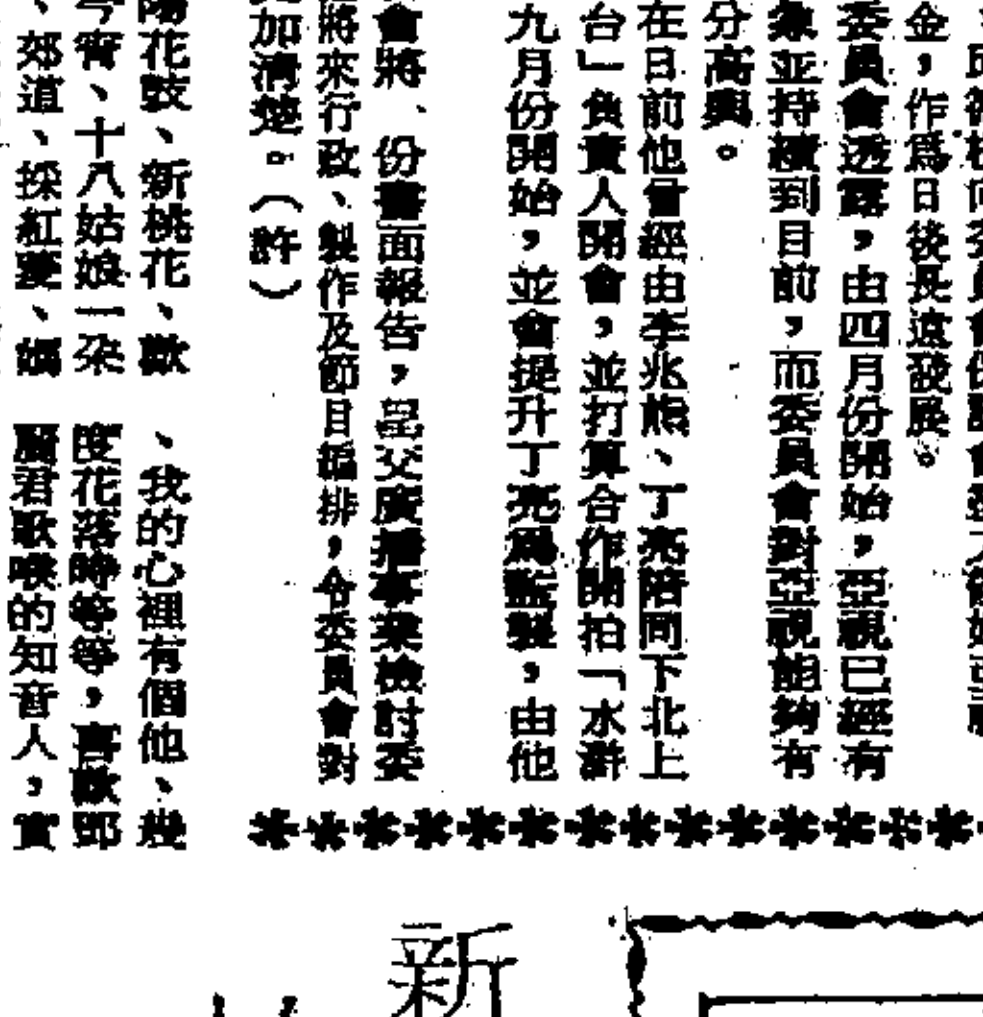 金，作爲日後長遠發展。
委員會透露，由四月份開始，亞視已經有
象並持續到目前，而委員會對亞視能夠有
分高興。
在日前他曾經由李兆熊、丁亮陪同下北上
台」負責人開會，並打算合作開拍「水滸
九月份開始，並會提升丁亮爲監製，由他
會將、份書面報告，呈交廣播事業檢討委
將來行政、製作及節目編排，令委員會對
加清楚。（許）
陽花鼓、新桃花、歡
今宵、十八姑娘一朵
、郊道、採紅菱、
、我的心裡有個他、幾
度花落時等等，喜歡鄧
麗君歌喉的知音人，實
新